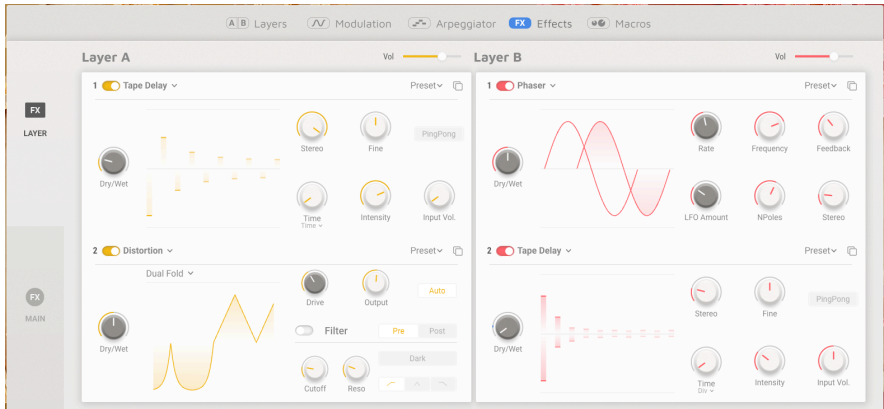 A B Layers Modulation Arpeggiator FX Effects Macros
Layer A Vol Layer B Vol
FX
LAYER
FX
MAIN
1 Tape Delay Preset
Stereo Fine PingPong
Dry/Wet
Time Intensity Input Vol.
Time
2 Distortion Preset
Dual Fold
Drive Output Auto
Filter Pre Post
Dry/Wet
Dark
Cutoff Reso
1 Phaser Preset
Rate Frequency Feedback
Dry/Wet
LFO Amount NPoles Stereo
2 Tape Delay Preset
Stereo Fine PingPong
Dry/Wet
Time Intensity Input Vol.
Div